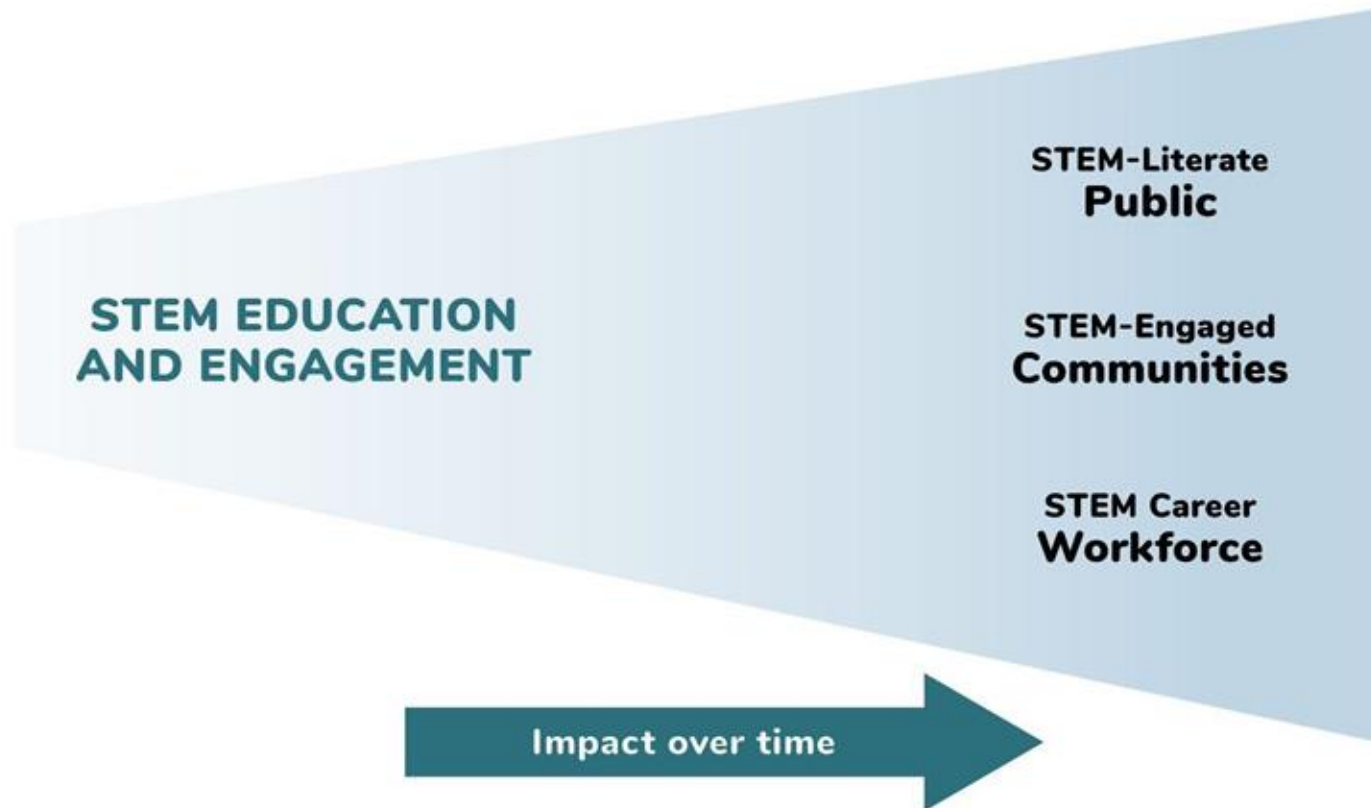 STEM-Literate
Public
STEM EDUCATION
AND ENGAGEMENT
STEM-Engaged
Communities
STEM Career
Workforce
Impact over time